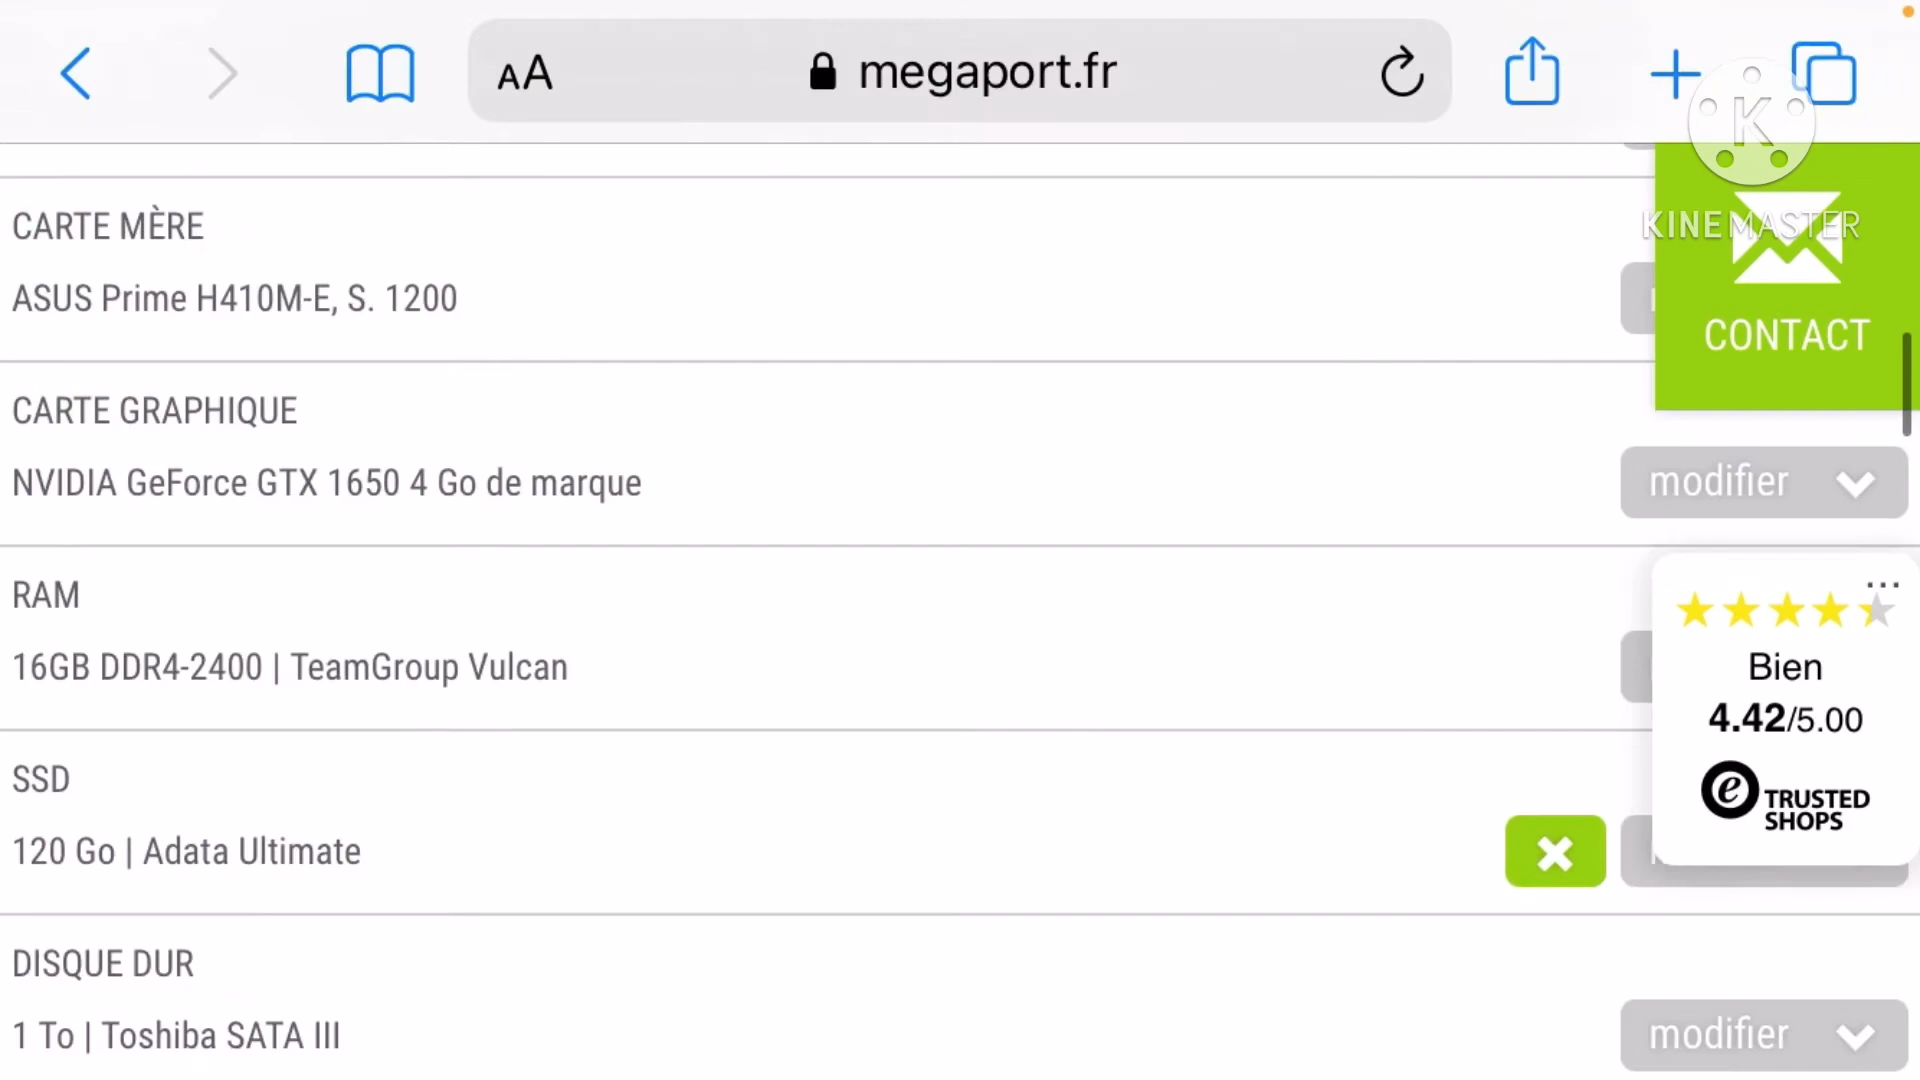 AA megaport.fr
K
KINEMASTER
CONTACT
CARTE MÈRE
ASUS Prime H410M-E, S. 1200
CARTE GRAPHIQUE
NVIDIA GeForce GTX 1650 4 Go de marque
modifier
RAM
16GB DDR4-2400 | TeamGroup Vulcan
SSD
120 Go | Adata Ultimate
...
Bien
4.42/5.00
e TRUSTED
SHOPS
DISQUE DUR
1 To | Toshiba SATA III
modifier